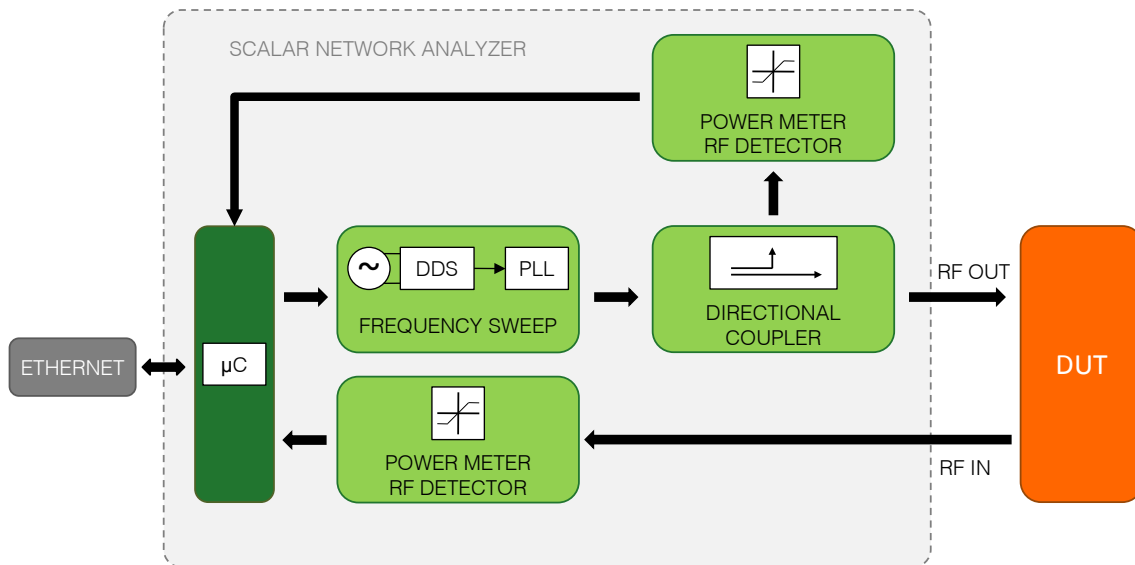 SCALAR NETWORK ANALYZER
POWER METER
RF DETECTOR
~
DDS
PLL
FREQUENCY SWEEP
DIRECTIONAL
COUPLER
RF OUT
ETHERNET
µC
DUT
POWER METER
RF DETECTOR
RF IN